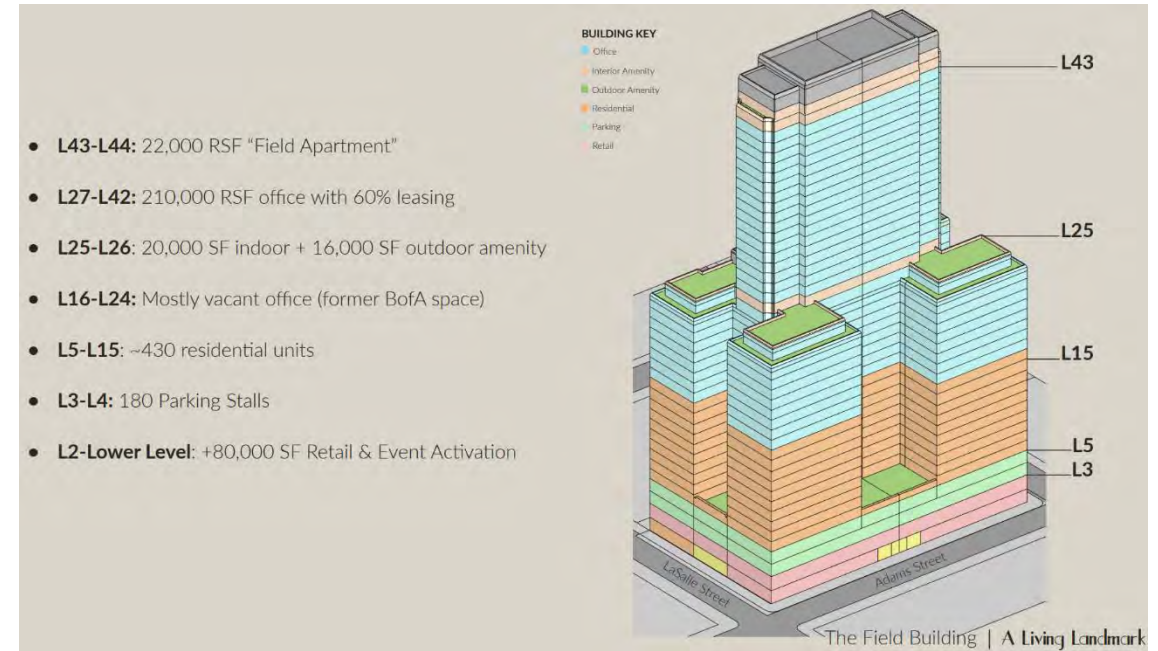 BUILDING KEY
Office
Interior Amenity
Outdoor Amenity
Residential
Parking
Retail
L43
L25
L15
L5
L3
• L43-L44: 22,000 RSF “Field Apartment”
• L27-L42: 210,000 RSF office with 60% leasing
• L25-L26: 20,000 SF indoor + 16,000 SF outdoor amenity
• L16-L24: Mostly vacant office (former BofA space)
• L5-L15: ~430 residential units
• L3-L4: 180 Parking Stalls
• L2-Lower Level: +80,000 SF Retail & Event Activation
LaSalle Street
Adams Street
The Field Building | A Living Landmark